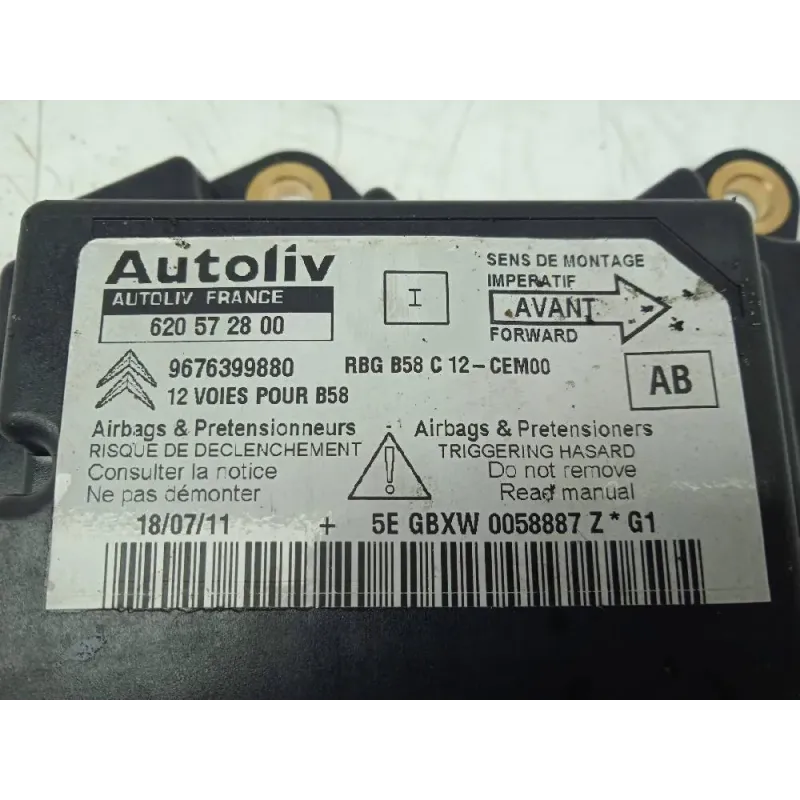 Autoliv
AUTOLIV FRANCE
620 57 28 00
I
SENS DE MONTAGE
IMPERATIF
AVANT
FORWARD
9676399880
RBG B58 C 12-CEM00
12 VOIES POUR B58
AB
Airbags & Pretensionneurs
RISQUE DE DECLENCHEMENT
Consulter la notice
Ne pas démonter
!
Airbags & Pretensioners
TRIGGERING HASARD
Do not remove
Read manual
18/07/11 + 5E GBXW 0058887 Z * G1